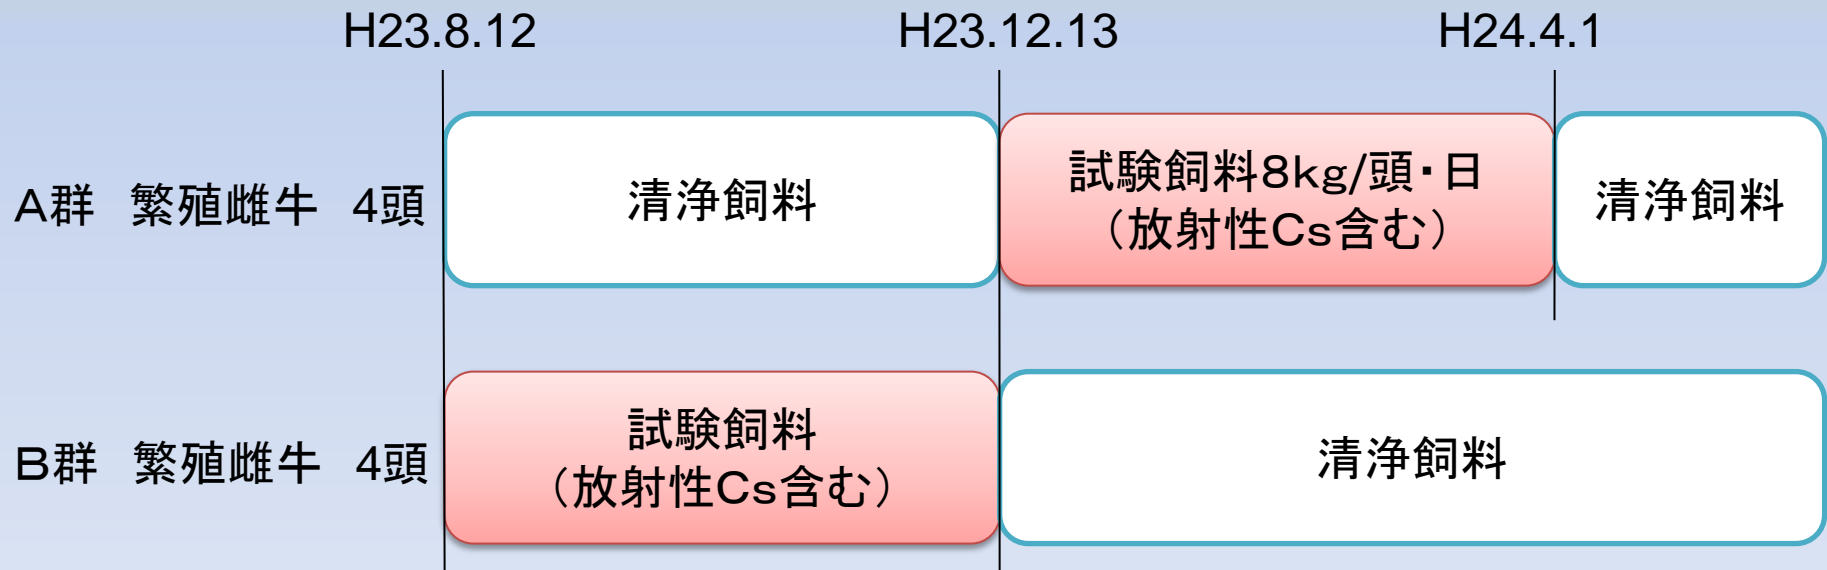 H23.8.12
H23.12.13
H24.4.1
A群　繁殖雌牛　4頭
清浄飼料
試験飼料8kg/頭・日
（放射性Cs含む）
清浄飼料
B群　繁殖雌牛　4頭
試験飼料
（放射性Cs含む）
清浄飼料